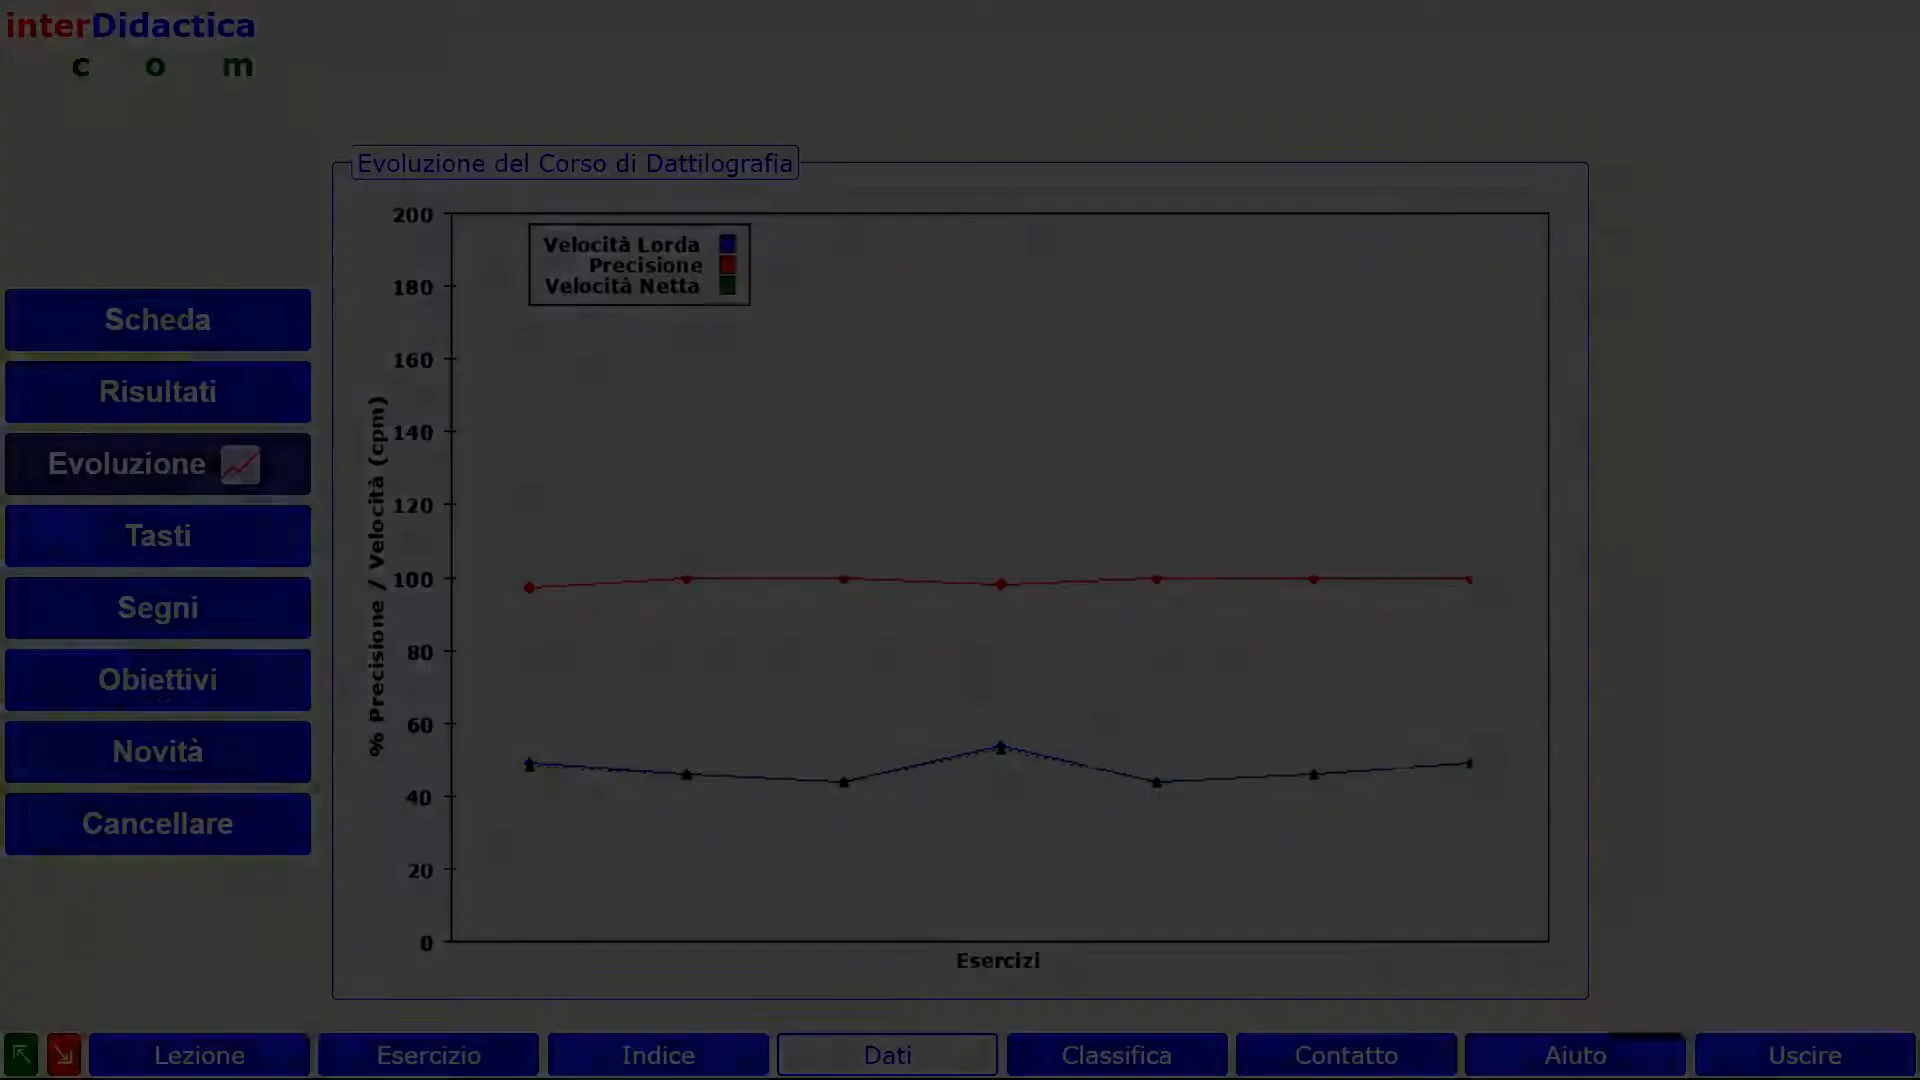 interDidactica
c o m
Evoluzione del Corso di Dattilografia
200
180
160
140
120
100
80
60
40
20
0
Velocità Lorda
Precisione
Velocità Netta
% Precisione / Velocità (cpm)
Esercizi
Scheda
Risultati
Evoluzione
Tasti
Segni
Obiettivi
Novità
Cancellare
Lezione
Esercizio
Indice
Dati
Classifica
Contatto
Aiuto
Uscire